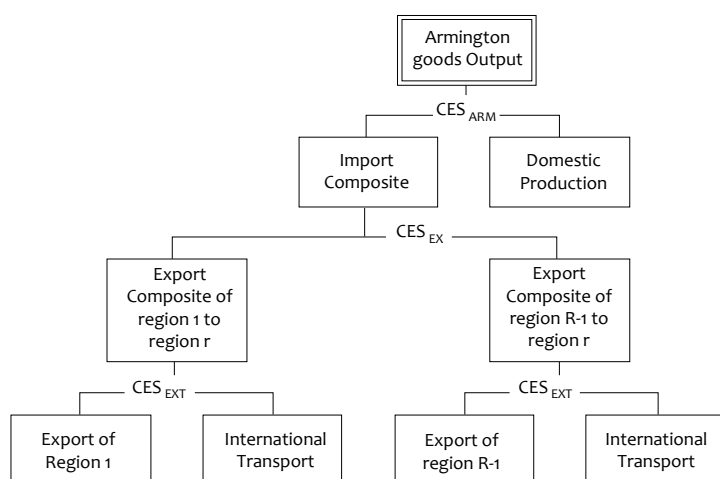 Armington
goods Output
CES ARM
Import
Composite
Domestic
Production
CES EX
Export
Composite of
region 1 to
region r
Export
Composite of
region R-1 to
region r
CES EXT
CES EXT
Export of
Region 1
International
Transport
Export of
region R-1
International
Transport